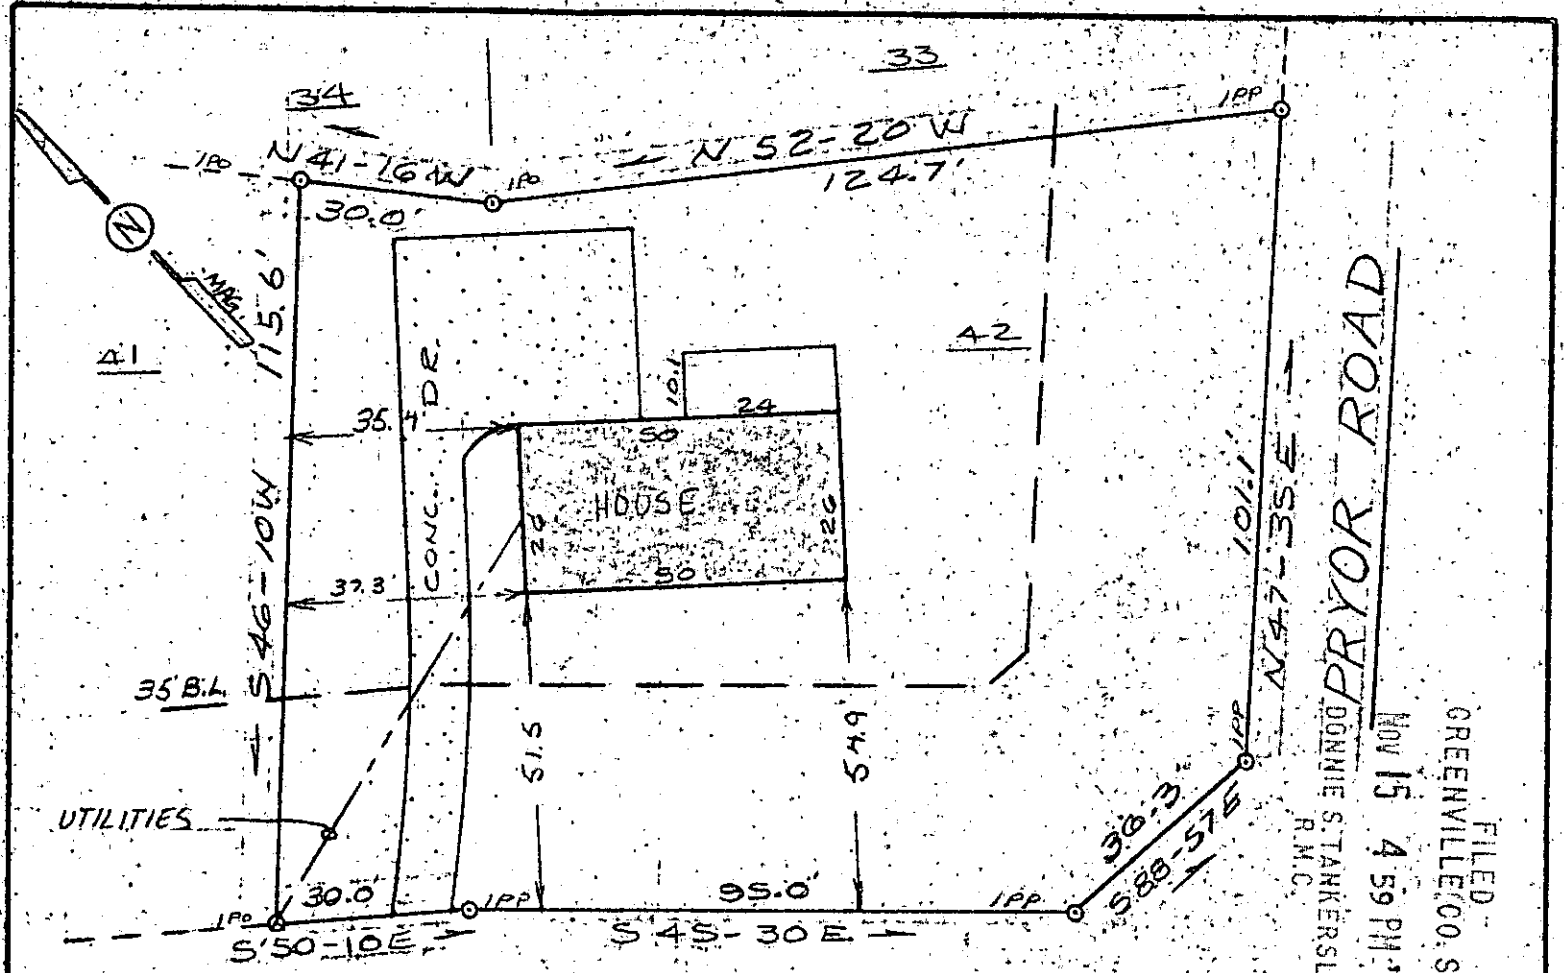 33
34
IPP
IPO
N 41-16 W
30.0'
IPO
N 52-20 W
124.7'
N
MAG.
41
115.6'
S 46-10 W
42
CONC. DR.
35.4
10.1
24
50
HOUSE
26
26
50
37.3
35' B.L.
51.5
54.9
UTILITIES
101.1'
N 47-35 E
PRYOR ROAD
IPP
36.3
S 88-57 E
IPO
30.0'
IPP
95.0'
IPP
S 50-10 E
S 45-30 E
FILED
GREENVILLE CO. S
NOV 15 4 59 PM
DONNIE S. TANKERSL
R.M.C.